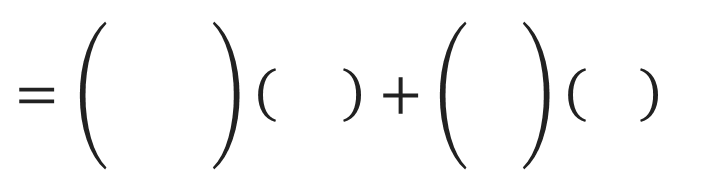 = ( ) ( ) + ( ) ( )